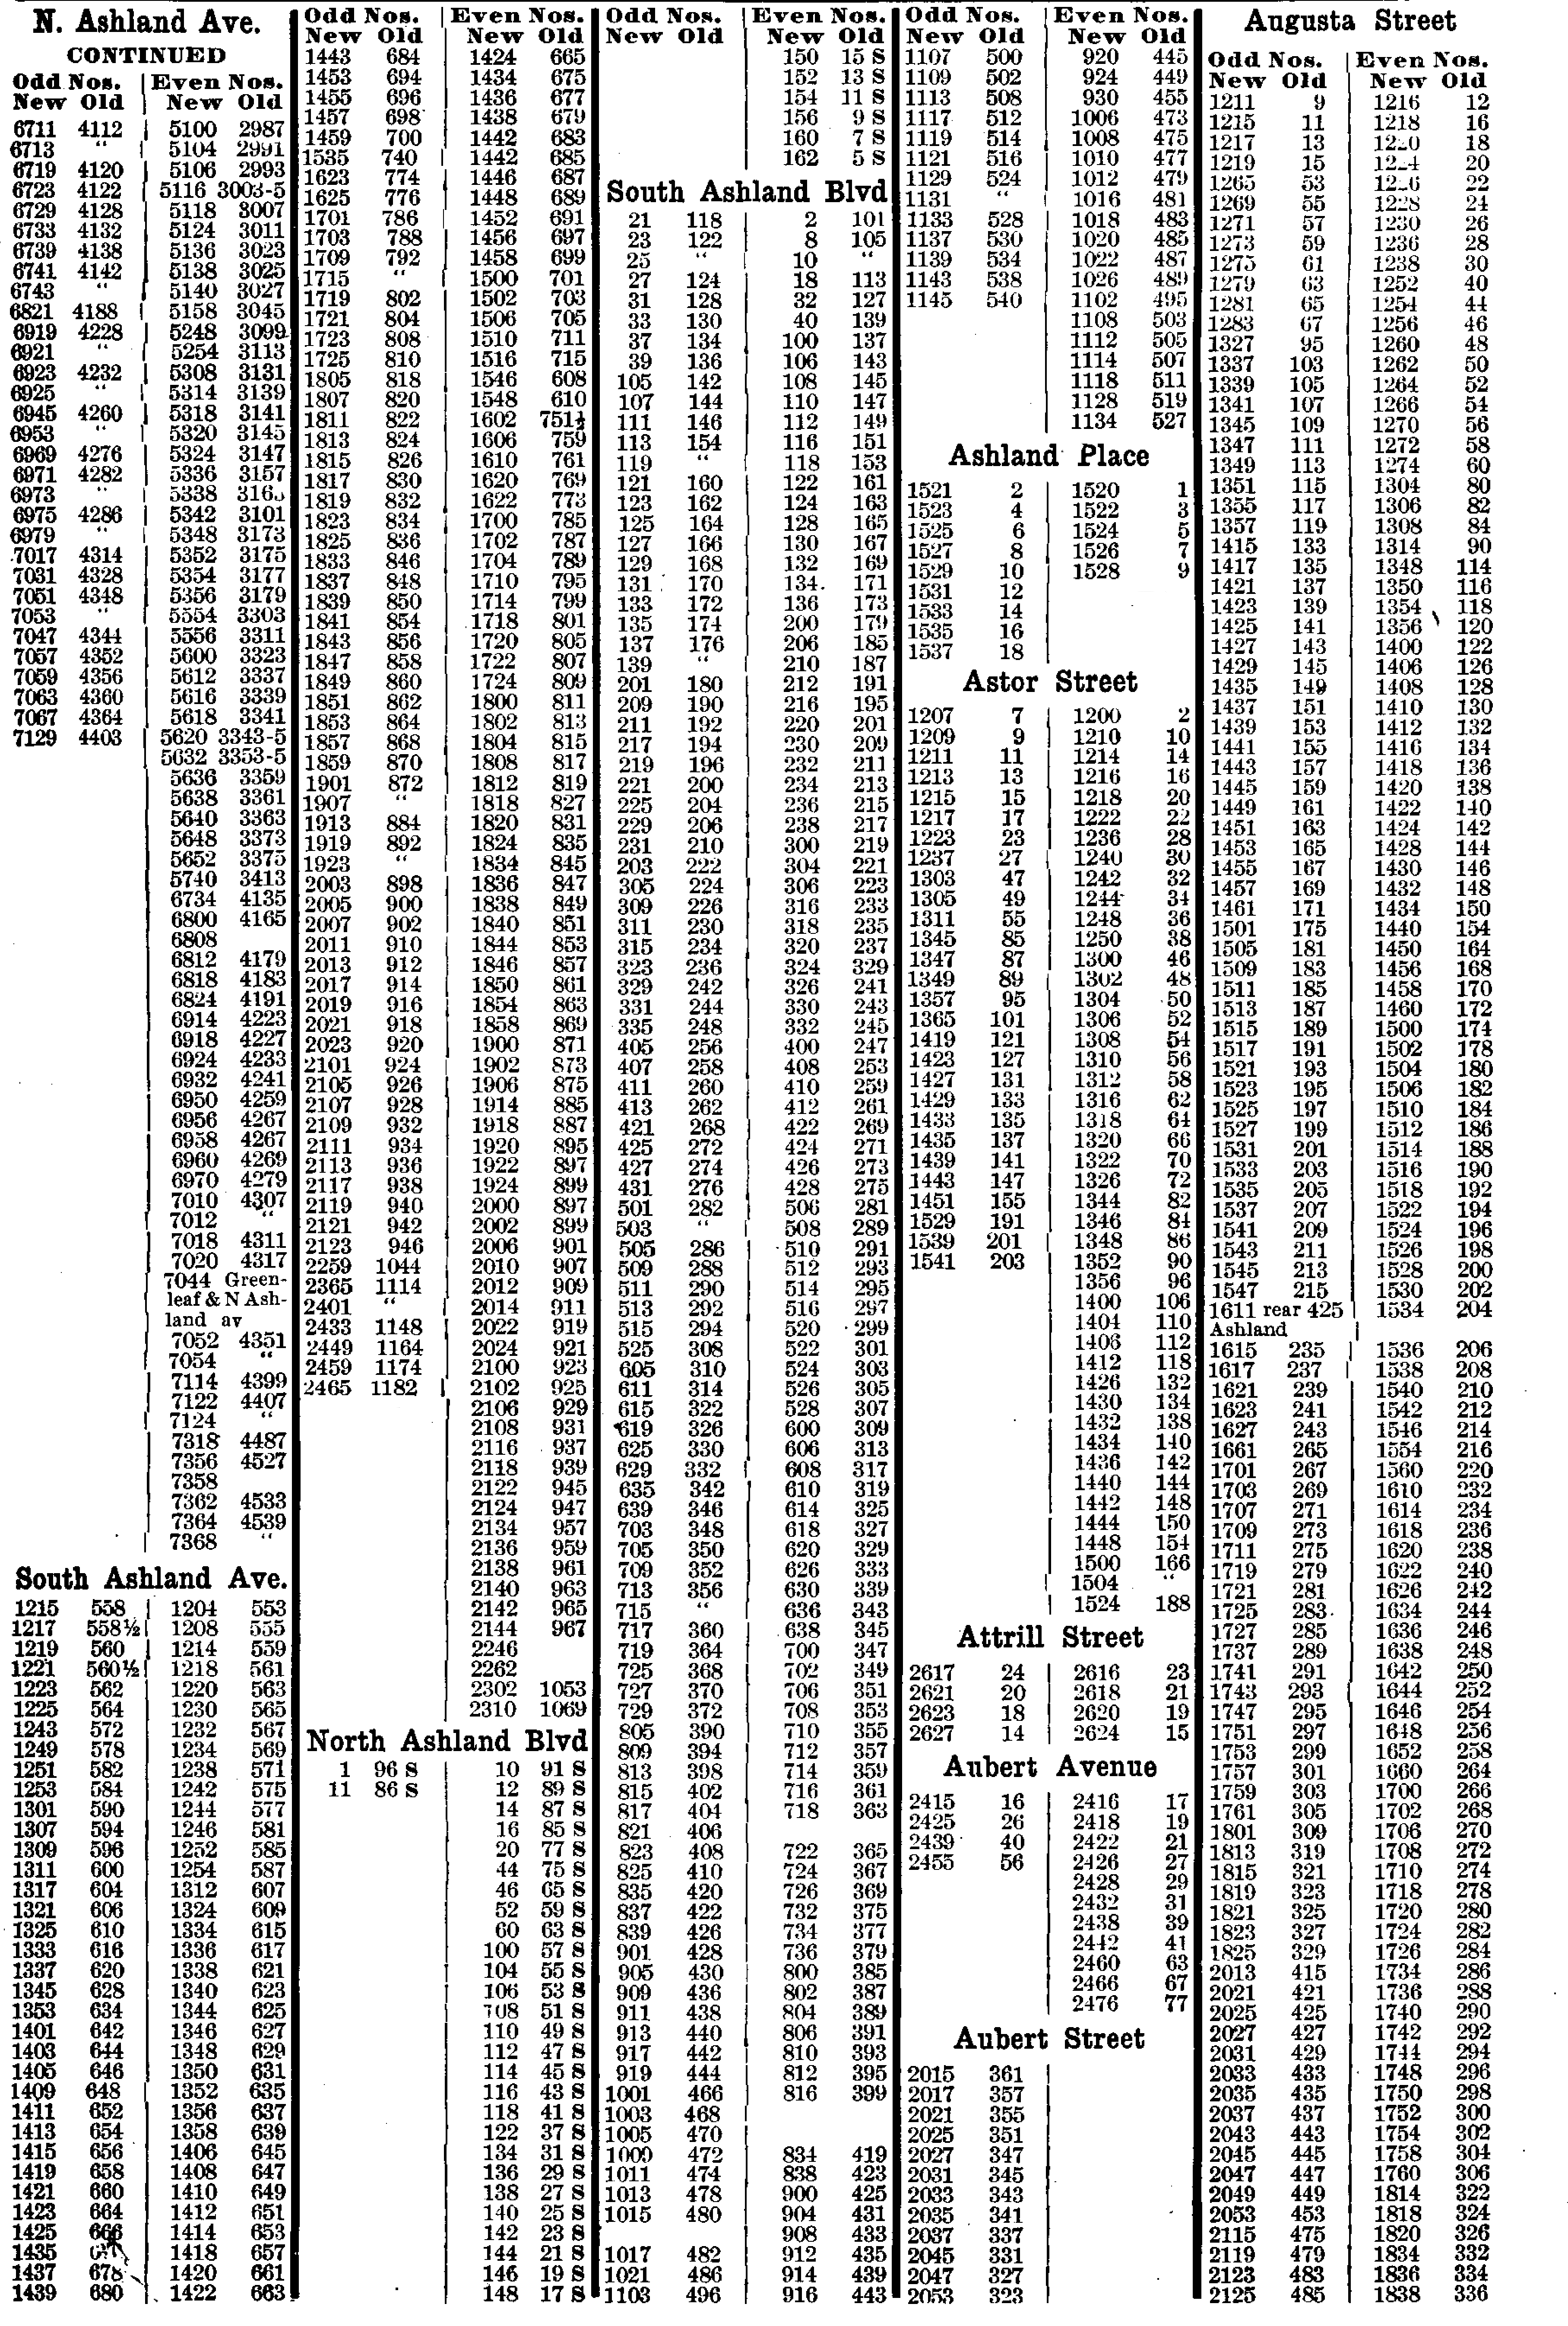 N. Ashland Ave.
CONTINUED
Odd Nos. Even Nos.
New Old New Old
6711 4112 5100 2987
6713 " 5104 2991
6719 4120 5106 2993
6723 4122 5116 3003-5
6729 4128 5118 3007
6733 4132 5124 3011
6739 4138 5136 3023
6741 4142 5138 3025
6743 " 5140 3027
6821 4188 5158 3045
6919 4228 5248 3099
6921 " 5254 3113
6923 4232 5308 3131
6925 " 5314 3139
6945 4260 5318 3141
6953 " 5320 3145
6969 4276 5324 3147
6971 4282 5336 3157
6973 " 5338
6975 4286 5342 3101
6979 " 5348 3173
7017 4314 5352 3175
7031 4328 5354 3177
7051 4348 5356 3179
7053 " 5554 3303
7047 4344 5556 3311
7057 4352 5600 3323
7059 4356 5612 3337
7063 4360 5616 3339
7067 4364 5618 3341
7129 4403 5620 3343-5
5632 3353-5
5636 3359
5638 3361
5640 3363
5648 3373
5652 3375
5740 3413
6734 4135
6800 4165
6808
6812 4179
6818 4183
6824 4191
6914 4223
6918 4227
6924 4233
6932 4241
6950 4259
6956 4267
6958 4267
6960 4269
6970 4279
7010 4307
7012 "
7018 4311
7020 4317
7044 Green-
leaf & N Ash-
land av
7052 4351
7054 "
7114 4399
7122 4407
7124 "
7318 4487
7356 4527
7358
7362 4533
7364 4539
7368 "
South Ashland Ave.
1215 558 1204 553
1217 558½ 1208 555
1219 560 1214 559
1221 560½ 1218 561
1223 562 1220 563
1225 564 1230 565
1243 572 1232 567
1249 578 1234 569
1251 582 1238 571
1253 584 1242 575
1301 590 1244 577
1307 594 1246 581
1309 596 1252 585
1311 600 1254 587
1317 604 1312 607
1321 606 1324 609
1325 610 1334 615
1333 616 1336 617
1337 620 1338 621
1345 628 1340 623
1353 634 1344 625
1401 642 1346 627
1403 644 1348 629
1405 646 1350 631
1409 648 1352 635
1411 652 1356 637
1413 654 1358 639
1415 656 1406 645
1419 658 1408 647
1421 660 1410 649
1423 664 1412 651
1425 666 1414 653
1435 1418 657
1437 678 1420 661
1439 680 1422 663
Odd Nos. Even Nos.
New Old New Old
1443 684 1424 665
1453 694 1434 675
1455 696 1436 677
1457 698 1438 679
1459 700 1442 683
1535 740 1442 685
1623 774 1446 687
1625 776 1448 689
1701 786 1452 691
1703 788 1456 697
1709 792 1458 699
1715 " 1500 701
1719 802 1502 703
1721 804 1506 705
1723 808 1510 711
1725 810 1516 715
1805 818 1546 608
1807 820 1548 610
1811 822 1602 751½
1813 824 1606 759
1815 826 1610 761
1817 830 1620 769
1819 832 1622 773
1823 834 1700 785
1825 836 1702 787
1833 846 1704 789
1837 848 1710 795
1839 850 1714 799
1841 854 1718 801
1843 856 1720 805
1847 858 1722 807
1849 860 1724 809
1851 862 1800 811
1853 864 1802 813
1857 868 1804 815
1859 870 1808 817
1901 872 1812 819
1907 " 1818 827
1913 884 1820 831
1919 892 1824 835
1923 " 1834 845
2003 898 1836 847
2005 900 1838 849
2007 902 1840 851
2011 910 1844 853
2013 912 1846 857
2017 914 1850 861
2019 916 1854 863
2021 918 1858 869
2023 920 1900 871
2101 924 1902 873
2105 926 1906 875
2107 928 1914 885
2109 932 1918 887
2111 934 1920 895
2113 936 1922 897
2117 938 1924 899
2119 940 2000 897
2121 942 2002 899
2123 946 2006 901
2259 1044 2010 907
2365 1114 2012 909
2401 " 2014 911
2433 1148 2022 919
2449 1164 2024 921
2459 1174 2100 923
2465 1182 2102 925
2106 929
2108 931
2116 937
2118 939
2122 945
2124 947
2134 957
2136 959
2138 961
2140 963
2142 965
2144 967
2246
2262
2302 1053
2310 1069
North Ashland Blvd
1 96 S 10 91 S
11 86 S 12 89 S
14 87 S
16 85 S
20 77 S
44 75 S
46 65 S
52 59 S
60 63 S
100 57 S
104 55 S
106 53 S
108 51 S
110 49 S
112 47 S
114 45 S
116 43 S
118 41 S
122 37 S
134 31 S
136 29 S
138 27 S
140 25 S
142 23 S
144 21 S
146 19 S
148 17 S
Odd Nos. Even Nos.
New Old New Old
150 15 S
152 13 S
154 11 S
156 9 S
160 7 S
162 5 S
South Ashland Blvd
21 118 2 101
23 122 8 105
25 " 10 "
27 124 18 113
31 128 32 127
33 130 40 139
37 134 100 137
39 136 106 143
105 142 108 145
107 144 110 147
111 146 112 149
113 154 116 151
119 " 118 153
121 160 122 161
123 162 124 163
125 164 128 165
127 166 130 167
129 168 132 169
131 170 134 171
133 172 136 173
135 174 200 179
137 176 206 185
139 " 210 187
201 180 212 191
209 190 216 195
211 192 220 201
217 194 230 209
219 196 232 211
221 200 234 213
225 204 236 215
229 206 238 217
231 210 300 219
203 222 304 221
305 224 306 223
309 226 316 233
311 230 318 235
315 234 320 237
323 236 324 329
329 242 326 241
331 244 330 243
335 248 332 245
405 256 400 247
407 258 408 253
411 260 410 259
413 262 412 261
421 268 422 269
425 272 424 271
427 274 426 273
431 276 428 275
501 282 506 281
503 " 508 289
505 286 510 291
509 288 512 293
511 290 514 295
513 292 516 297
515 294 520 299
525 308 522 301
605 310 524 303
611 314 526 305
615 322 528 307
619 326 600 309
625 330 606 313
629 332 608 317
635 342 610 319
639 346 614 325
703 348 618 327
705 350 620 329
709 352 626 333
713 356 630 339
715 " 636 343
717 360 638 345
719 364 700 347
725 368 702 349
727 370 706 351
729 372 708 353
805 390 710 355
809 394 712 357
813 398 714 359
815 402 716 361
817 404 718 363
821 406
823 408 722 365
825 410 724 367
835 420 726 369
837 422 732 375
839 426 734 377
901 428 736 379
905 430 800 385
909 436 802 387
911 438 804 389
913 440 806 391
917 442 810 393
919 444 812 395
1001 466 816 399
1003 468
1005 470
1009 472 834 419
1011 474 838 423
1013 478 900 425
1015 480 904 431
908 433
1017 482 912 435
1021 486 914 439
1103 496 916 443
Odd Nos. Even Nos.
New Old New Old
1107 500 920 445
1109 502 924 449
1113 508 930 455
1117 512 1006 473
1119 514 1008 475
1121 516 1010 477
1129 524 1012 479
1131 " 1016 481
1133 528 1018 483
1137 530 1020 485
1139 534 1022 487
1143 538 1026 489
1145 540 1102 495
1108 503
1112 505
1114 507
1118 511
1128 519
1134 527
Ashland Place
1521 2 1520 1
1523 4 1522 3
1525 6 1524 5
1527 8 1526 7
1529 10 1528 9
1531 12
1533 14
1535 16
1537 18
Astor Street
1207 7 1200 2
1209 9 1210 10
1211 11 1214 14
1213 13 1216 16
1215 15 1218 20
1217 17 1222 22
1223 23 1236 28
1237 27 1240 30
1303 47 1242 32
1305 49 1244 34
1311 55 1248 36
1345 85 1250 38
1347 87 1300 46
1349 89 1302 48
1357 95 1304 50
1365 101 1306 52
1419 121 1308 54
1423 127 1310 56
1427 131 1312 58
1429 133 1316 62
1433 135 1318 64
1435 137 1320 66
1439 141 1322 70
1443 147 1326 72
1451 155 1344 82
1529 191 1346 84
1539 201 1348 86
1541 203 1352 90
1356 96
1400 106
1404 110
1406 112
1412 118
1426 132
1430 134
1432 138
1434 140
1436 142
1440 144
1442 148
1444 150
1448 154
1500 166
1504 "
1524 188
Attrill Street
2617 24 2616 23
2621 20 2618 21
2623 18 2620 19
2627 14 2624 15
Aubert Avenue
2415 16 2416 17
2425 26 2418 19
2439 40 2422 21
2455 56 2426 27
2428 29
2432 31
2438 39
2442 41
2460 63
2466 67
2476 77
Aubert Street
2015 361
2017 357
2021 355
2025 351
2027 347
2031 345
2033 343
2035 341
2037 337
2045 331
2047 327
2053 323
Augusta Street
Odd Nos. Even Nos.
New Old New Old
1211 9 1216 12
1215 11 1218 16
1217 13 18
1219 15 20
1265 53 22
1269 55 1228 24
1271 57 1230 26
1273 59 1236 28
1275 61 1238 30
1279 63 1252 40
1281 65 1254 44
1283 67 1256 46
1327 95 1260 48
1337 103 1262 50
1339 105 1264 52
1341 107 1266 54
1345 109 1270 56
1347 111 1272 58
1349 113 1274 60
1351 115 1304 80
1355 117 1306 82
1357 119 1308 84
1415 133 1314 90
1417 135 1348 114
1421 137 1350 116
1423 139 1354 118
1425 141 1356 120
1427 143 1400 122
1429 145 1406 126
1435 149 1408 128
1437 151 1410 130
1439 153 1412 132
1441 155 1416 134
1443 157 1418 136
1445 159 1420 138
1449 161 1422 140
1451 163 1424 142
1453 165 1428 144
1455 167 1430 146
1457 169 1432 148
1461 171 1434 150
1501 175 1440 154
1505 181 1450 164
1509 183 1456 168
1511 185 1458 170
1513 187 1460 172
1515 189 1500 174
1517 191 1502 178
1521 193 1504 180
1523 195 1506 182
1525 197 1510 184
1527 199 1512 186
1531 201 1514 188
1533 203 1516 190
1535 205 1518 192
1537 207 1522 194
1541 209 1524 196
1543 211 1526 198
1545 213 1528 200
1547 215 1530 202
1611 rear 425 1534 204
Ashland
1615 235 1536 206
1617 237 1538 208
1621 239 1540 210
1623 241 1542 212
1627 243 1546 214
1661 265 1554 216
1701 267 1560 220
1703 269 1610 232
1707 271 1614 234
1709 273 1618 236
1711 275 1620 238
1719 279 1622 240
1721 281 1626 242
1725 283 1634 244
1727 285 1636 246
1737 289 1638 248
1741 291 1642 250
1743 293 1644 252
1747 295 1646 254
1751 297 1648 256
1753 299 1652 258
1757 301 1660 264
1759 303 1700 266
1761 305 1702 268
1801 309 1706 270
1813 319 1708 272
1815 321 1710 274
1819 323 1718 278
1821 325 1720 280
1823 327 1724 282
1825 329 1726 284
2013 415 1734 286
2021 421 1736 288
2025 425 1740 290
2027 427 1742 292
2031 429 1744 294
2033 433 1748 296
2035 435 1750 298
2037 437 1752 300
2043 443 1754 302
2045 445 1758 304
2047 447 1760 306
2049 449 1814 322
2053 453 1818 324
2115 475 1820 326
2119 479 1834 332
2123 483 1836 334
2125 485 1838 336